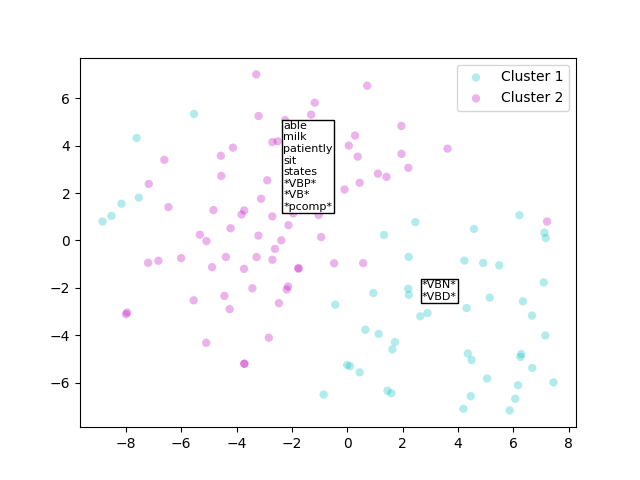 Cluster 1
Cluster 2
able
milk
patiently
sit
states
*VBP*
*VB*
*pcomp*
*VBN*
*VBD*
6
4
2
0
−2
−4
−6
−8
−6
−4
−2
0
2
4
6
8